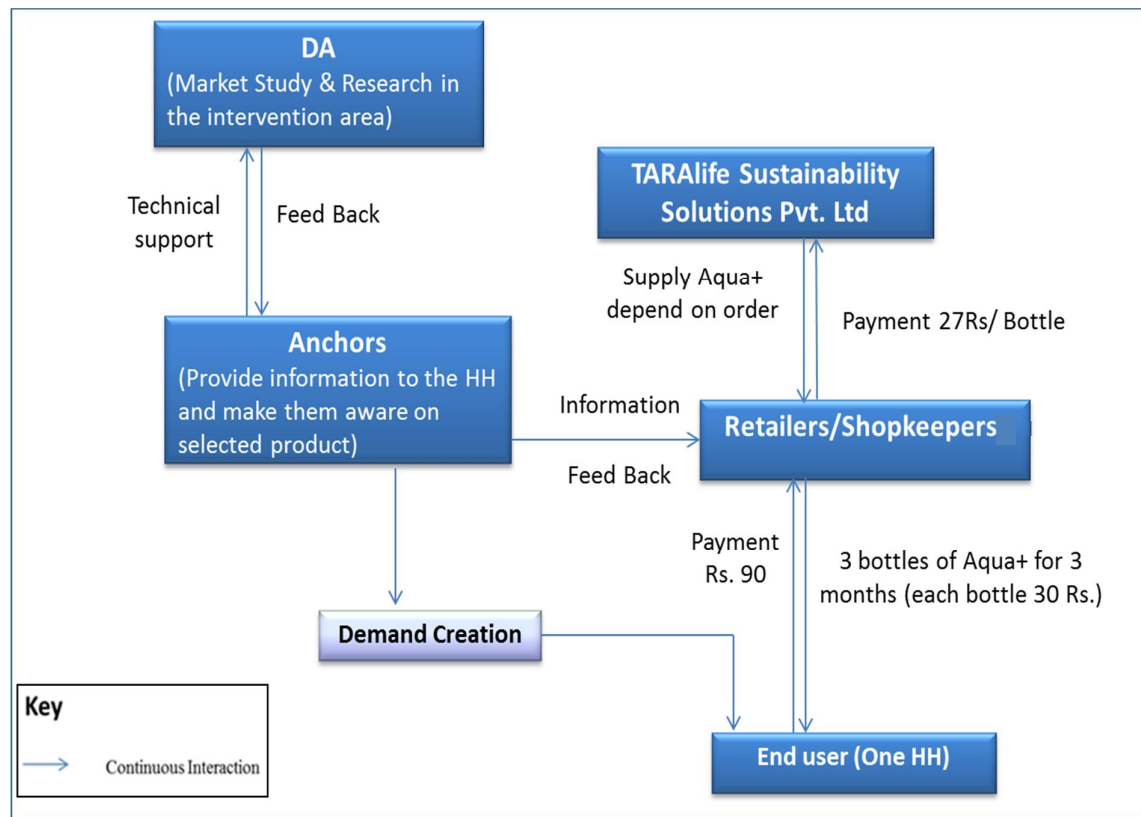 DA
(Market Study & Research in
the intervention area)
Technical
support
Feed Back
TARAlife Sustainability
Solutions Pvt. Ltd
Supply Aqua+
depend on order
Payment 27Rs/ Bottle
Anchors
(Provide information to the HH
and make them aware on
selected product)
Information
Feed Back
Retailers/Shopkeepers
Payment
Rs. 90
3 bottles of Aqua+ for 3
months (each bottle 30 Rs.)
Demand Creation
End user (One HH)
Key
Continuous Interaction